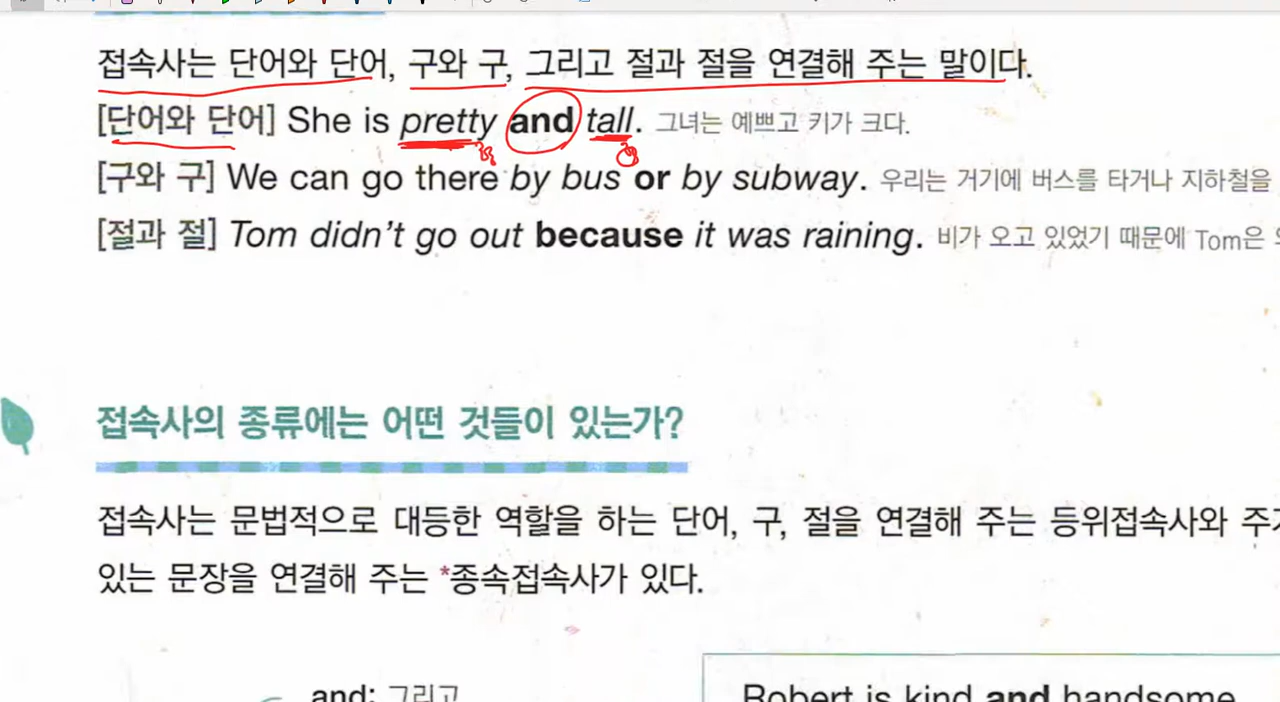 접속사는 단어와 단어, 구와 구, 그리고 절과 절을 연결해 주는 말이다.
[단어와 단어] She is pretty and tall. 그녀는 예쁘고 키가 크다.
[구와 구] We can go there by bus or by subway. 우리는 거기에 버스를 타거나 지하철을
[절과 절] Tom didn't go out because it was raining. 비가 오고 있었기 때문에 Tom은
접속사의 종류에는 어떤 것들이 있는가?
접속사는 문법적으로 대등한 역할을 하는 단어, 구, 절을 연결해 주는 등위접속사와
있는 문장을 연결해 주는 *종속접속사가 있다.
and: 그리고
Robert is kind and handsome